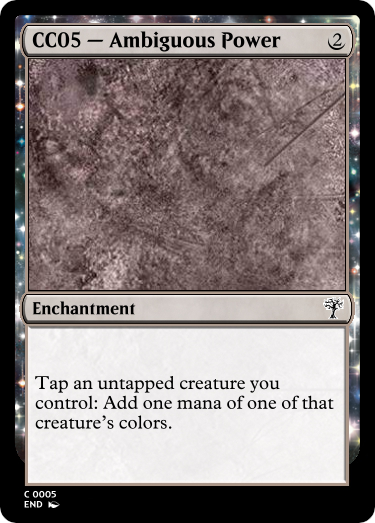 CC05 — Ambiguous Power 2
Enchantment
Tap an untapped creature you
control: Add one mana of one of that
creature's colors.
C 0005
END